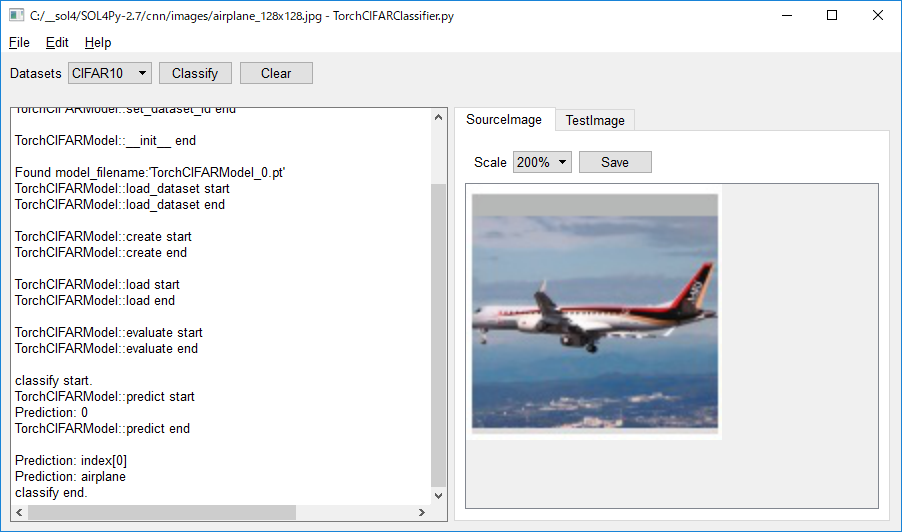 C:/__sol4/SOL4Py-2.7/cnn/images/airplane_128x128.jpg - TorchCIFARClassifier.py
File Edit Help
Datasets CIFAR10 Classify Clear
TorchCIFARModel::set_dataset_id end
TorchCIFARModel::__init__ end
Found model_filename:'TorchCIFARModel_0.pt'
TorchCIFARModel::load_dataset start
TorchCIFARModel::load_dataset end
TorchCIFARModel::create start
TorchCIFARModel::create end
TorchCIFARModel::load start
TorchCIFARModel::load end
TorchCIFARModel::evaluate start
TorchCIFARModel::evaluate end
classify start.
TorchCIFARModel::predict start
Prediction: 0
TorchCIFARModel::predict end
Prediction: index[0]
Prediction: airplane
classify end.
SourceImage TestImage
Scale 200% Save